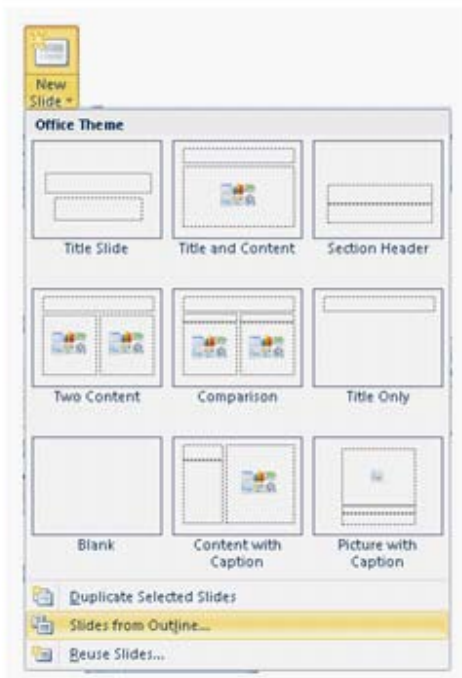 New
Slide
Office Theme
Title Slide
Title and Content
Section Header
Two Content
Comparison
Title Only
Blank
Content with
Caption
Picture with
Caption
Duplicate Selected Slides
Slides from Outline...
Reuse Slides...